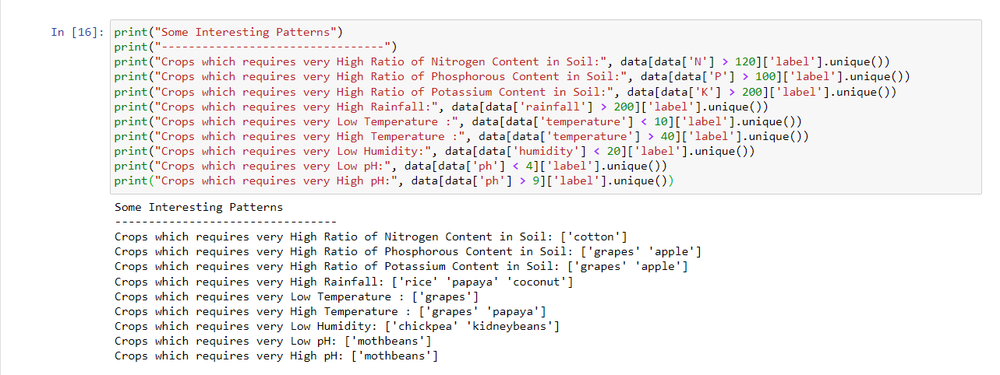 In [16]: print("Some Interesting Patterns")
print("---------------------------------")
print("Crops which requires very High Ratio of Nitrogen Content in Soil:", data[data['N'] > 120]['label'].unique())
print("Crops which requires very High Ratio of Phosphorous Content in Soil:", data[data['P'] > 100]['label'].unique())
print("Crops which requires very High Ratio of Potassium Content in Soil:", data[data['K'] > 200]['label'].unique())
print("Crops which requires very High Rainfall:", data[data['rainfall'] > 200]['label'].unique())
print("Crops which requires very Low Temperature :", data[data['temperature'] < 10]['label'].unique())
print("Crops which requires very High Temperature :", data[data['temperature'] > 40]['label'].unique())
print("Crops which requires very Low Humidity:", data[data['humidity'] < 20]['label'].unique())
print("Crops which requires very Low pH:", data[data['ph'] < 4]['label'].unique())
print("Crops which requires very High pH:", data[data['ph'] > 9]['label'].unique())
Some Interesting Patterns
---------------------------------
Crops which requires very High Ratio of Nitrogen Content in Soil: ['cotton']
Crops which requires very High Ratio of Phosphorous Content in Soil: ['grapes' 'apple']
Crops which requires very High Ratio of Potassium Content in Soil: ['grapes' 'apple']
Crops which requires very High Rainfall: ['rice' 'papaya' 'coconut']
Crops which requires very Low Temperature : ['grapes']
Crops which requires very High Temperature : ['grapes' 'papaya']
Crops which requires very Low Humidity: ['chickpea' 'kidneybeans']
Crops which requires very Low pH: ['mothbeans']
Crops which requires very High pH: ['mothbeans']